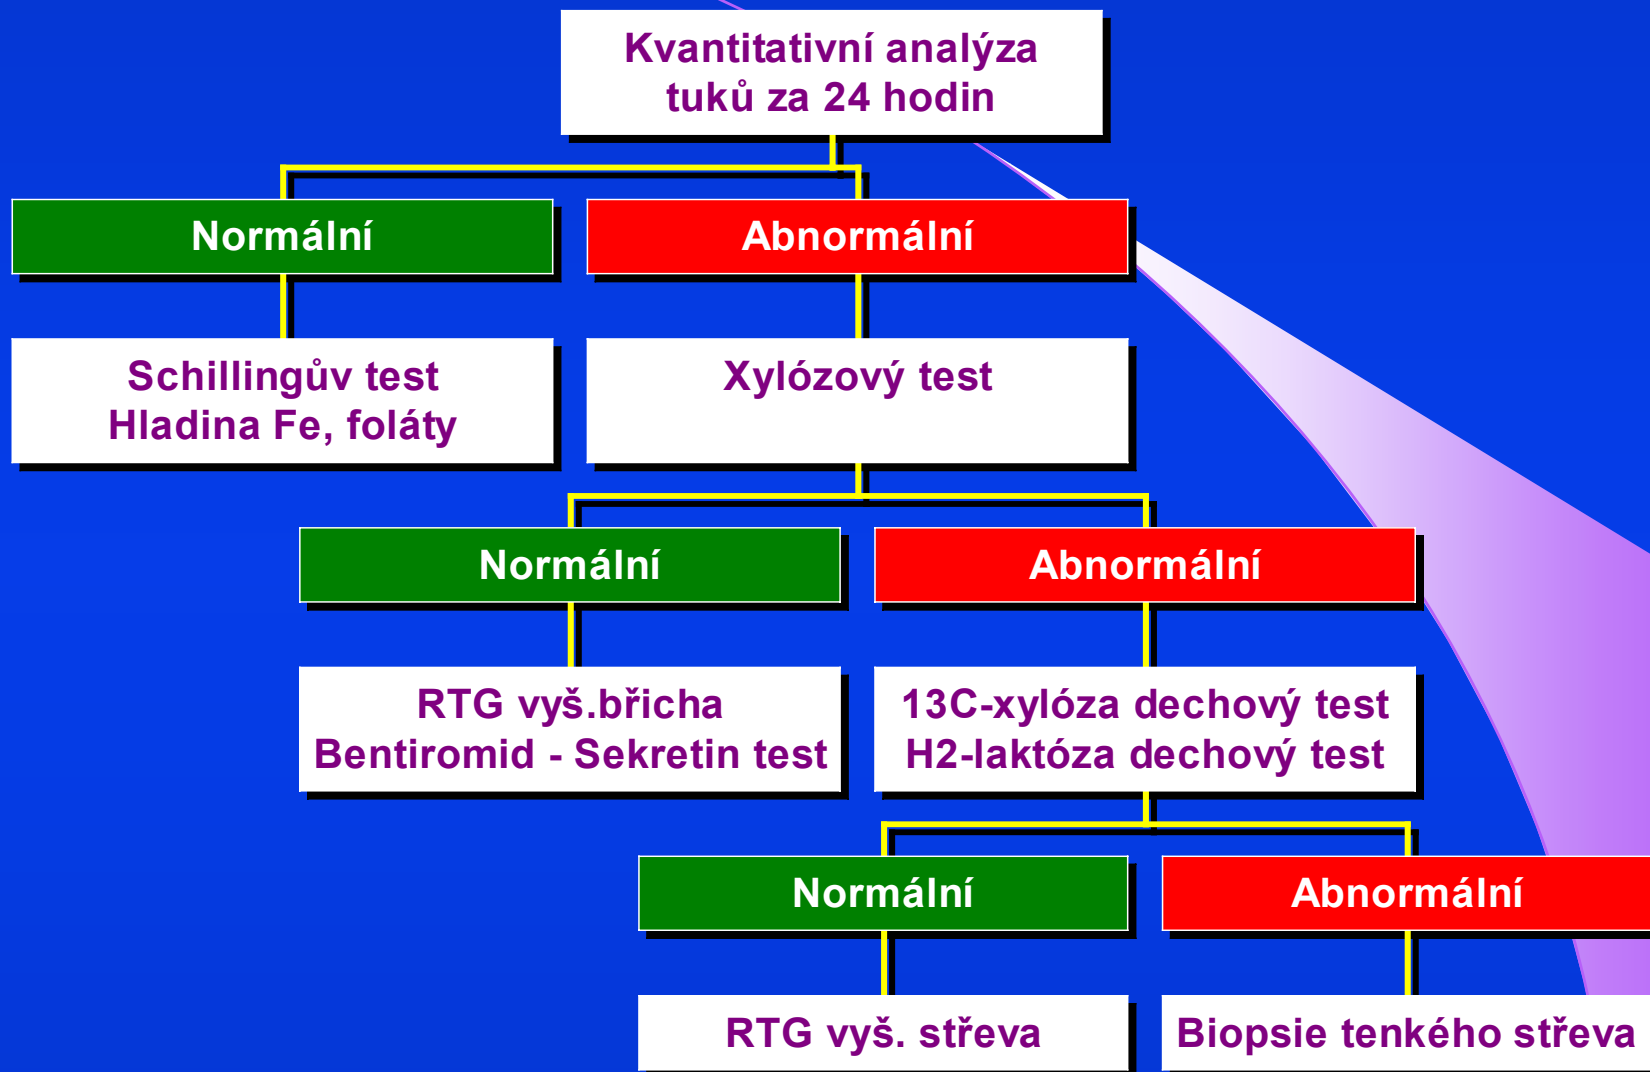 Kvantitativní analýza
tuků za 24 hodin
Normální
Abnormální
Schillingův test
Hladina Fe, foláty
Xylózový test
Normální
Abnormální
RTG vyš.břicha
Bentiromid - Sekretin test
13C-xylóza dechový test
H2-laktóza dechový test
Normální
Abnormální
RTG vyš. střeva
Biopsie tenkého střeva